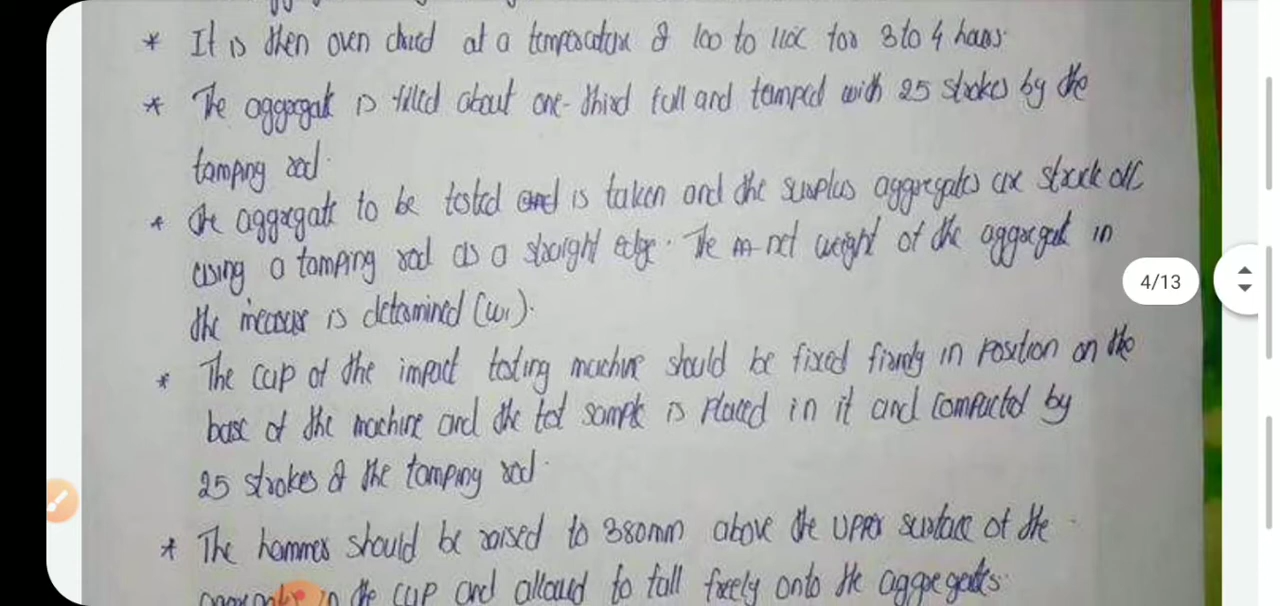 * It is then oven dried at a temperature of 100 to 110°C for 3 to 4 hours.
* The aggregate is filled about one-third full and tamped with 25 strokes by the
tamping rod.
* The aggregate to be tested is taken and the surplus aggregates are struck off
using a tamping rod as a straight edge. The net weight of the aggregate in
the measure is determined (W1).
4/13
* The cup of the impact testing machine should be fixed firmly in position on the
base of the machine and the test sample is placed in it and compacted by
25 strokes of the tamping rod.
* The hammer should be raised to 380mm above the upper surface of the
aggregates in the cup and allowed to fall freely onto the aggregates.